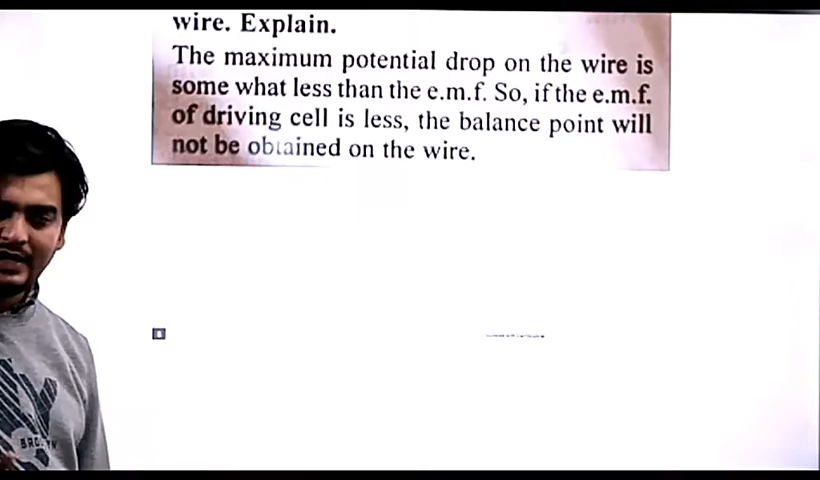 wire. Explain.
The maximum potential drop on the wire is
some what less than the e.m.f. So, if the e.m.f.
of driving cell is less, the balance point will
not be obtained on the wire.